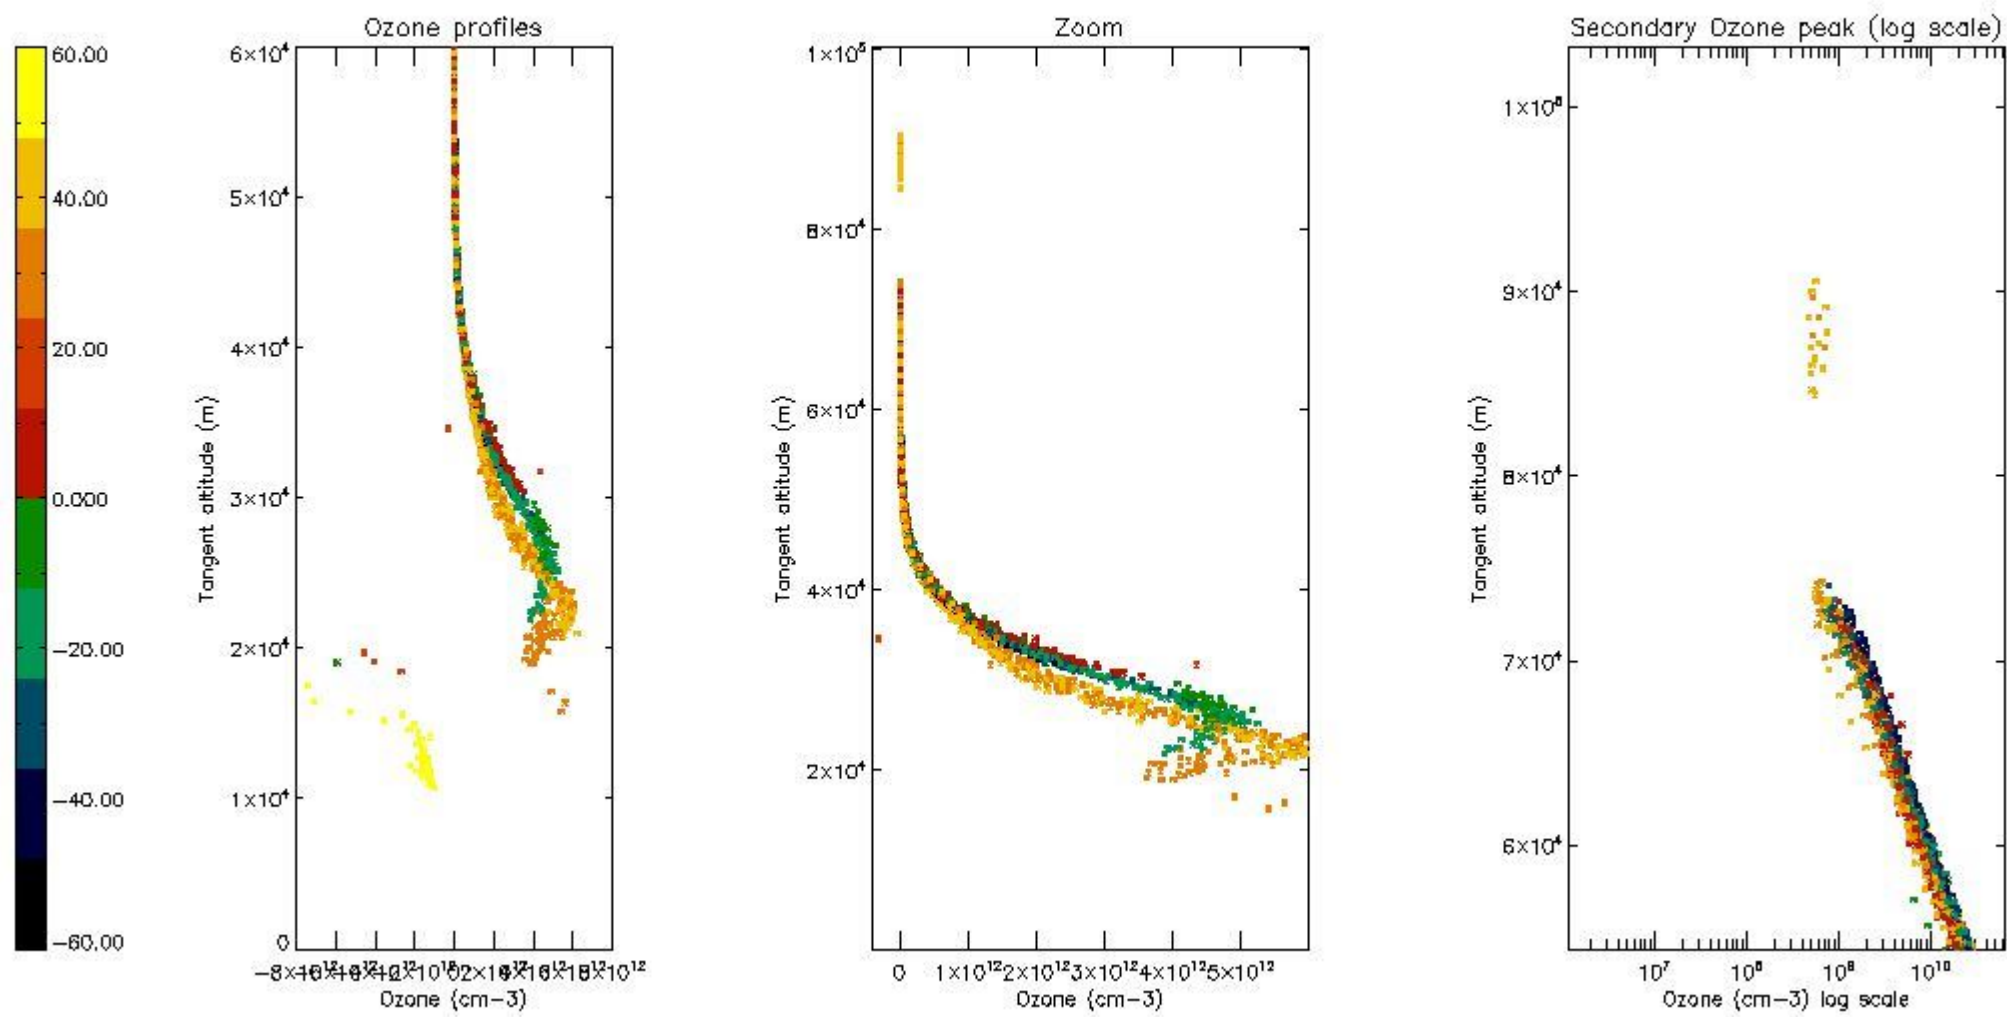 Ozone profiles
Zoom
Secondary Ozone peak (log scale)
60.00
40.00
20.00
0.000
−20.00
−40.00
−60.00
6×10⁴
5×10⁴
4×10⁴
3×10⁴
2×10⁴
1×10⁴
0
Tangent altitude (m)
Ozone (cm−3)
1×10⁵
8×10⁴
6×10⁴
4×10⁴
2×10⁴
Tangent altitude (m)
0 1×10¹² 2×10¹² 3×10¹² 4×10¹² 5×10¹²
Ozone (cm−3)
9×10⁴
8×10⁴
7×10⁴
6×10⁴
Tangent altitude (m)
10⁷ 10⁸ 10⁹ 10¹⁰
Ozone (cm−3) log scale